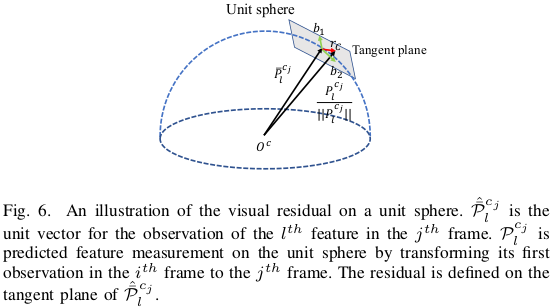 Unit sphere
b₁
r_C
Tangent plane
b₂
P̄_l^{c_j}
P_l^{c_j}
||P_l^{c_j}||
O^c
Fig. 6. An illustration of the visual residual on a unit sphere. $\hat{\bar{\mathcal{P}}}_l^{c_j}$ is the
unit vector for the observation of the $l^{th}$ feature in the $j^{th}$ frame. $\mathcal{P}_l^{c_j}$ is
predicted feature measurement on the unit sphere by transforming its first
observation in the $i^{th}$ frame to the $j^{th}$ frame. The residual is defined on the
tangent plane of $\hat{\bar{\mathcal{P}}}_l^{c_j}$.